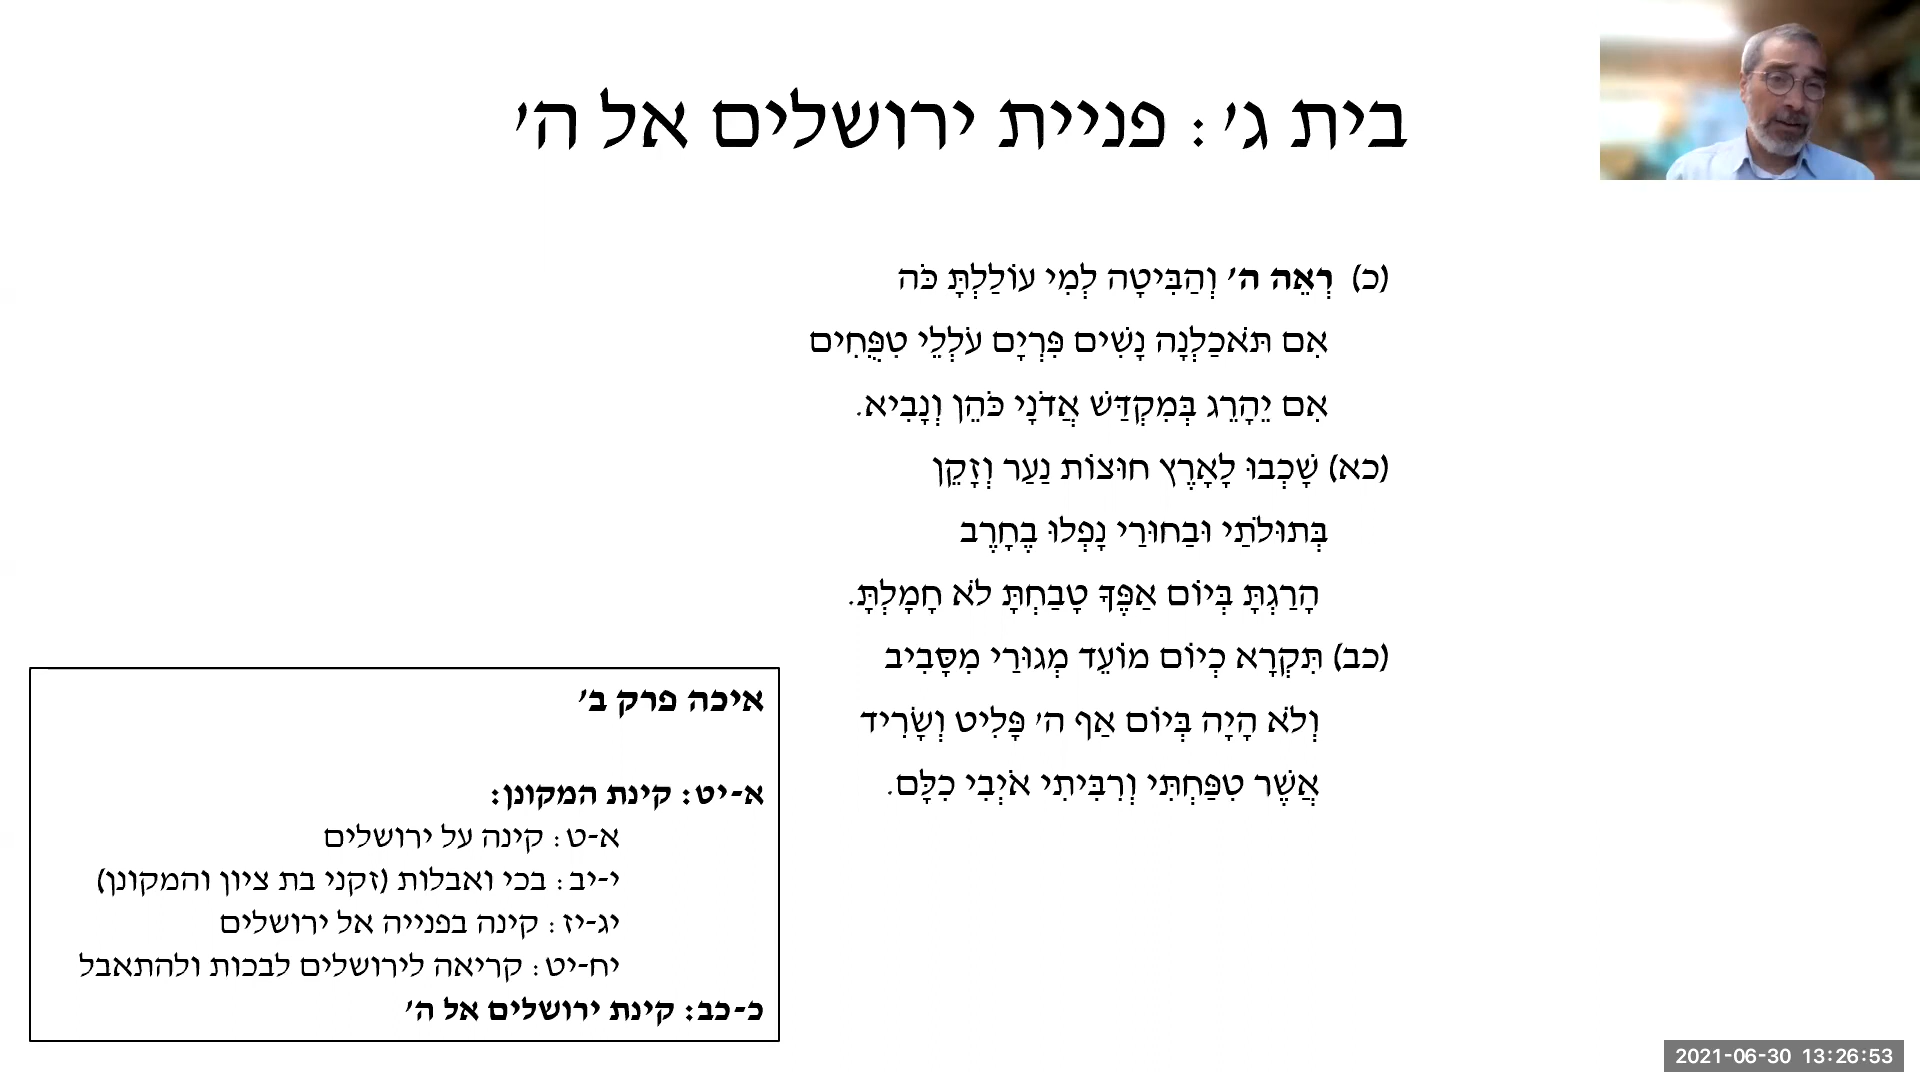 בית ג׳: פניית ירושלים אל ה׳
(כ) רְאֵה ה׳ וְהַבִּיטָה לְמִי עוֹלַלְתָּ כֹּה
אִם תֹּאכַלְנָה נָשִׁים פִּרְיָם עֹלְלֵי טִפֻּחִים
אִם יֵהָרֵג בְּמִקְדַּשׁ אֲדֹנָי כֹּהֵן וְנָבִיא.
(כא) שָׁכְבוּ לָאָרֶץ חוּצוֹת נַעַר וְזָקֵן
בְּתוּלֹתַי וּבַחוּרַי נָפְלוּ בֶחָרֶב
הָרַגְתָּ בְּיוֹם אַפֶּךָ טָבַחְתָּ לֹא חָמָלְתָּ.
(כב) תִּקְרָא כְיוֹם מוֹעֵד מְגוּרַי מִסָּבִיב
וְלֹא הָיָה בְּיוֹם אַף ה׳ פָּלִיט וְשָׂרִיד
אֲשֶׁר טִפַּחְתִּי וְרִבִּיתִי אֹיְבִי כִלָּם.
איכה פרק ב׳
א-יט: קינת המקונן:
א-ט: קינה על ירושלים
י-יב: בכי ואבלות (זקני בת ציון והמקונן)
יג-יז: קינה בפנייה אל ירושלים
יח-יט: קריאה לירושלים לבכות ולהתאבל
כ-כב: קינת ירושלים אל ה׳
2021-06-30 13:26:53